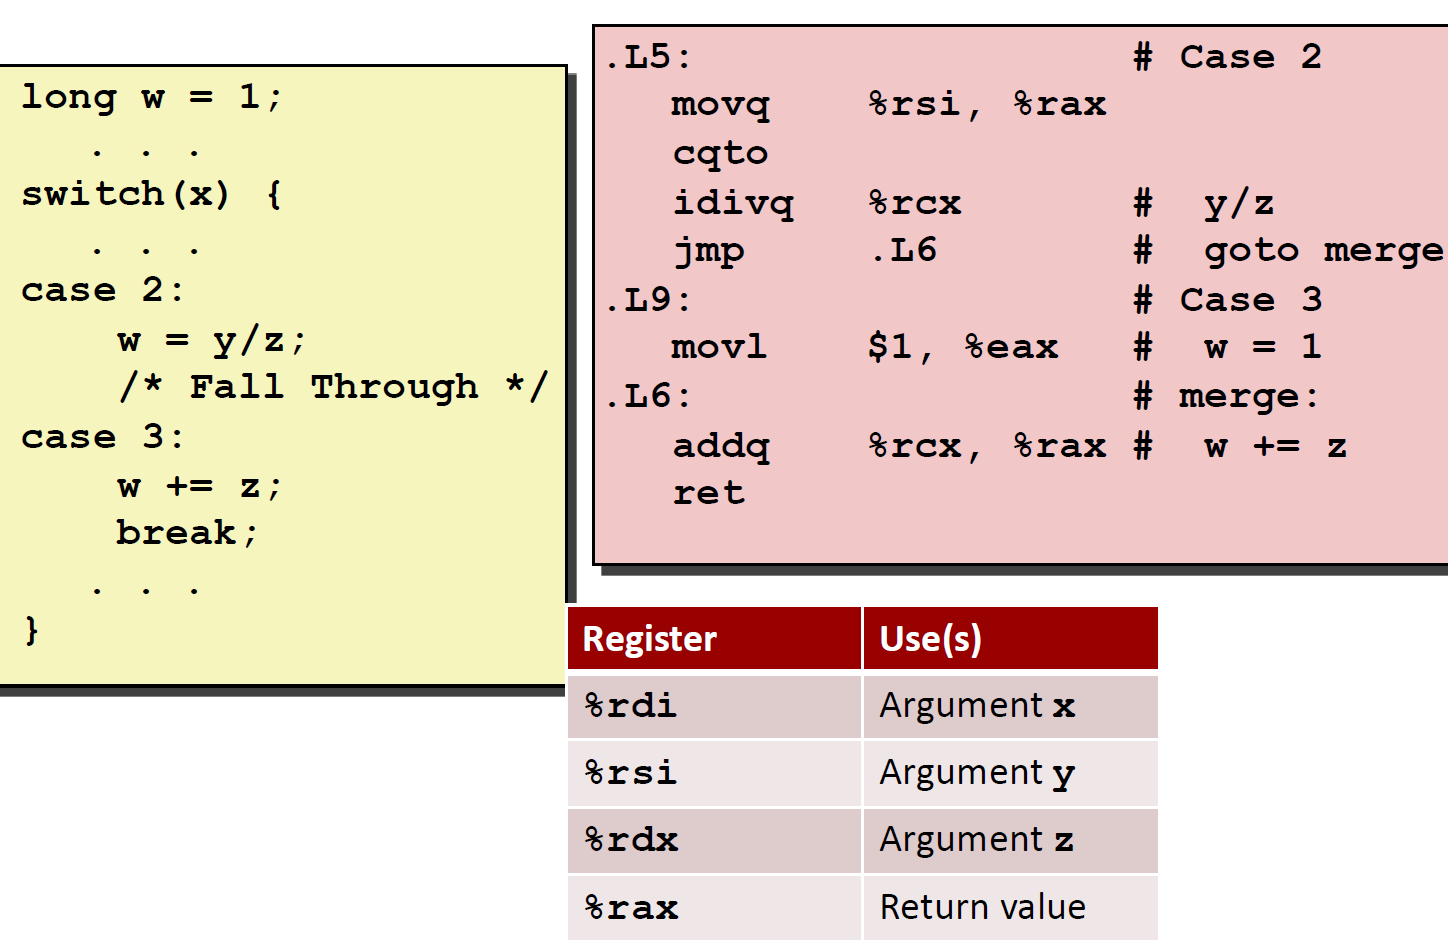 long w = 1;
. . .
switch(x) {
. . .
case 2:
w = y/z;
/* Fall Through */
case 3:
w += z;
break;
. . .
}
.L5: # Case 2
movq %rsi, %rax
cqto
idivq %rcx # y/z
jmp .L6 # goto merge
.L9: # Case 3
movl $1, %eax # w = 1
.L6: # merge:
addq %rcx, %rax # w += z
ret
Register Use(s)
%rdi Argument x
%rsi Argument y
%rdx Argument z
%rax Return value